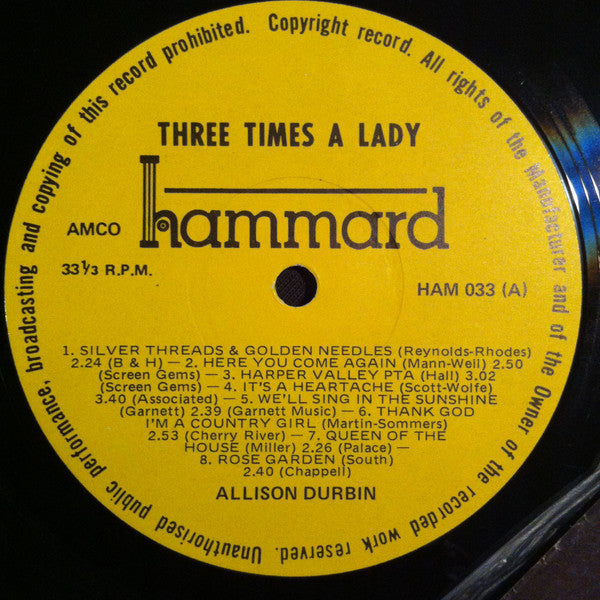 Unauthorised public performance, broadcasting and copying of this record prohibited. Copyright record. All rights of the Manufacturer and of the Owner of the recorded work reserved.
THREE TIMES A LADY
AMCO
hammard
33⅓ R.P.M.
HAM 033 (A)
1. SILVER THREADS & GOLDEN NEEDLES (Reynolds-Rhodes)
2.24 (B & H) — 2. HERE YOU COME AGAIN (Mann-Weil) 2.50
(Screen Gems) — 3. HARPER VALLEY PTA (Hall) 3.02
(Screen Gems) — 4. IT'S A HEARTACHE (Scott-Wolfe)
3.40 (Associated) — 5. WE'LL SING IN THE SUNSHINE
(Garnett) 2.39 (Garnett Music) — 6. THANK GOD
I'M A COUNTRY GIRL (Martin-Sommers)
2.53 (Cherry River) — 7. QUEEN OF THE
HOUSE (Miller) 2.26 (Palace) —
8. ROSE GARDEN (South)
2.40 (Chappell)
ALLISON DURBIN